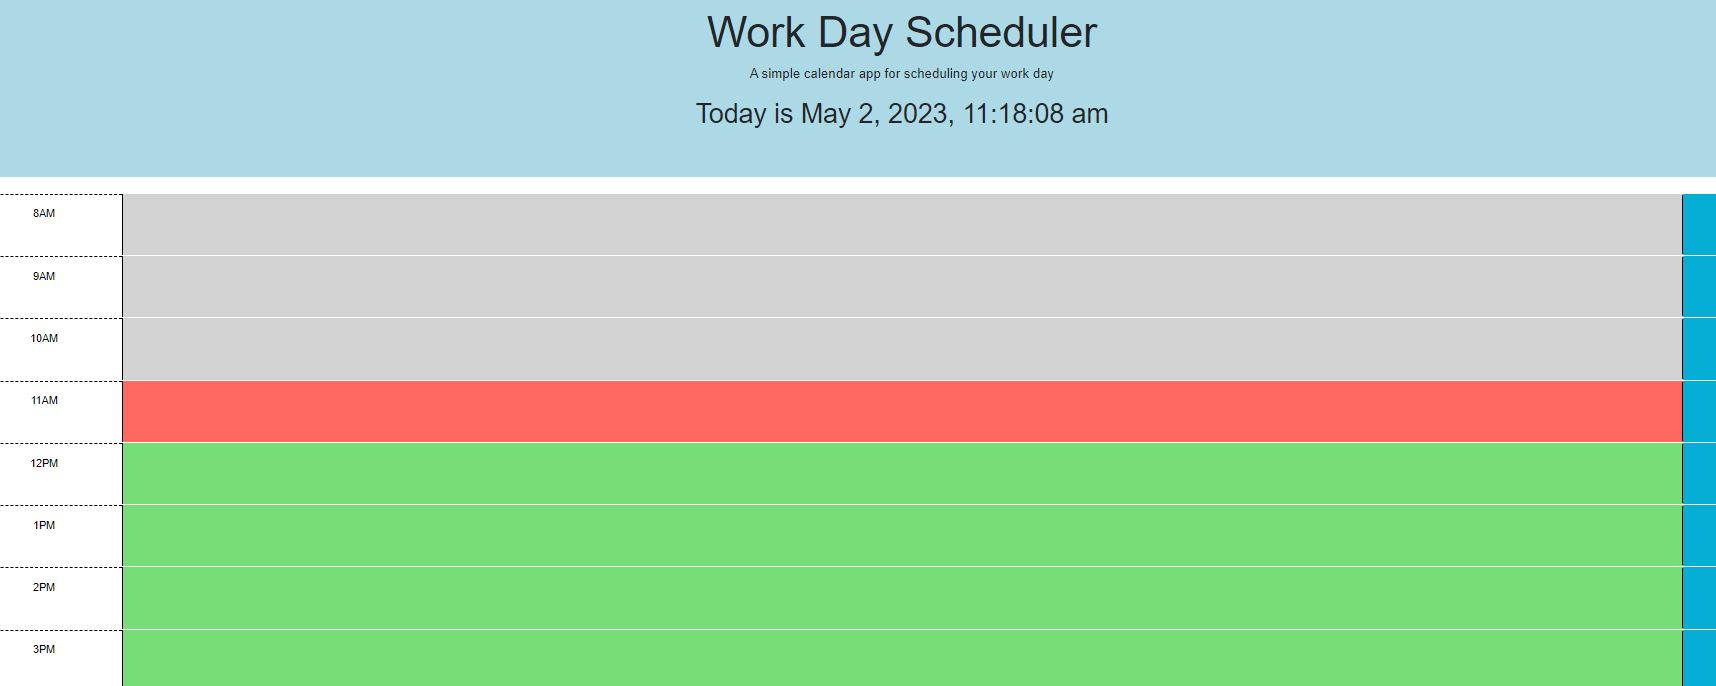 Work Day Scheduler
A simple calendar app for scheduling your work day
Today is May 2, 2023, 11:18:08 am
8AM
9AM
10AM
11AM
12PM
1PM
2PM
3PM